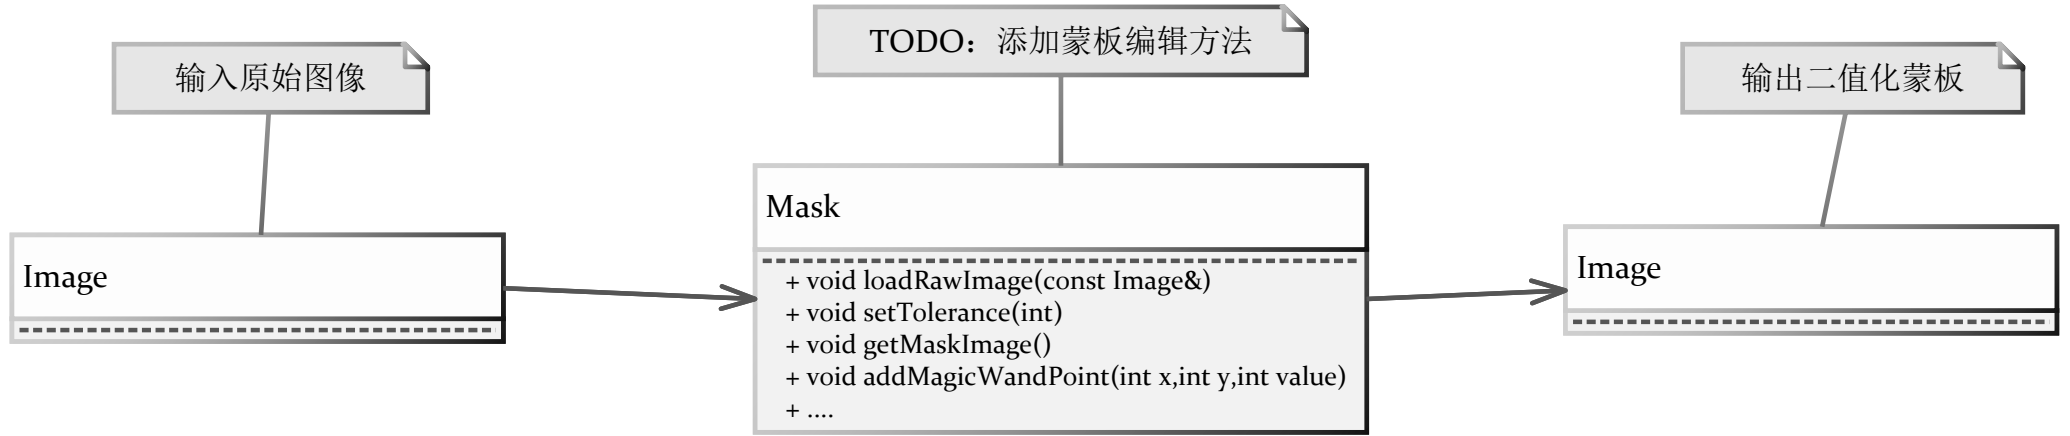 输入原始图像
TODO：添加蒙板编辑方法
输出二值化蒙板
Image
Mask
+ void loadRawImage(const Image&)
+ void setTolerance(int)
+ void getMaskImage()
+ void addMagicWandPoint(int x,int y,int value)
+ ....
Image